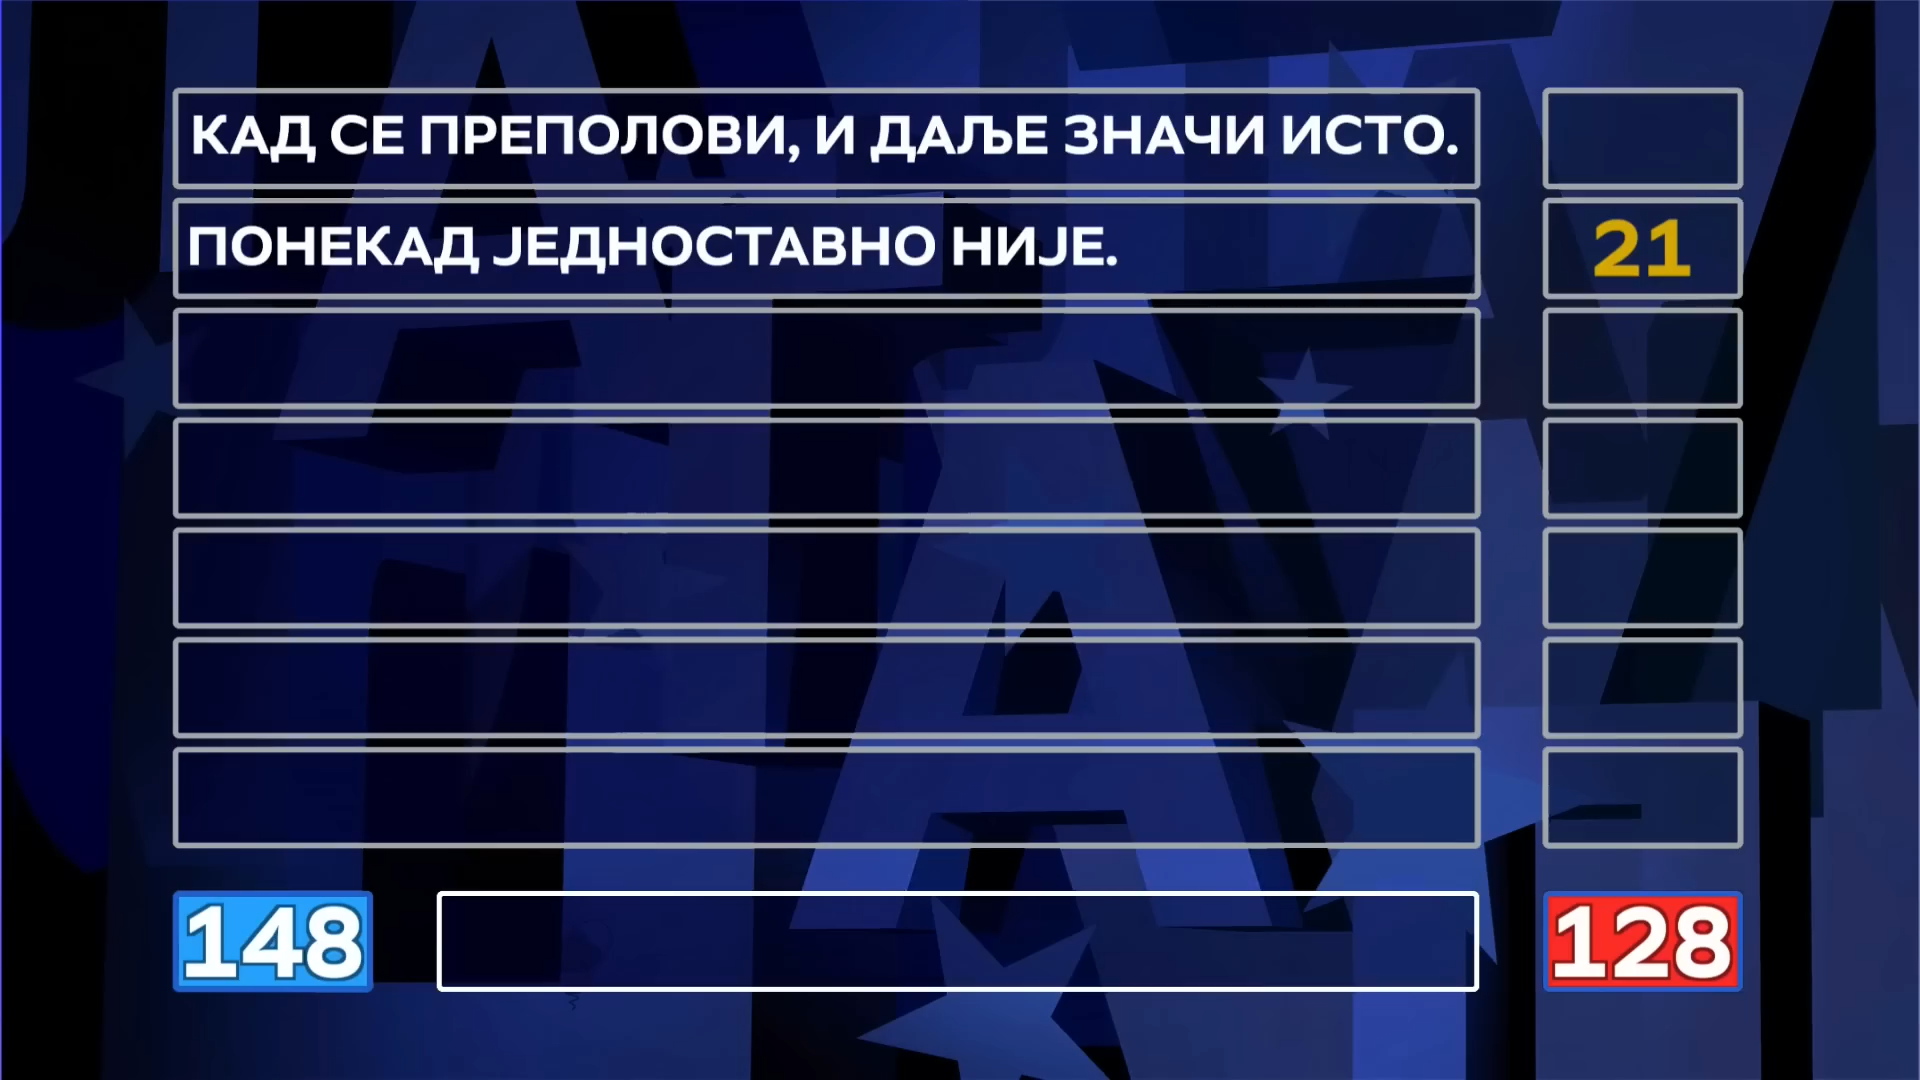 КАД СЕ ПРЕПОЛОВИ, И ДАЉЕ ЗНАЧИ ИСТО.
ПОНЕКАД ЈЕДНОСТАВНО НИЈЕ.
21
148
128